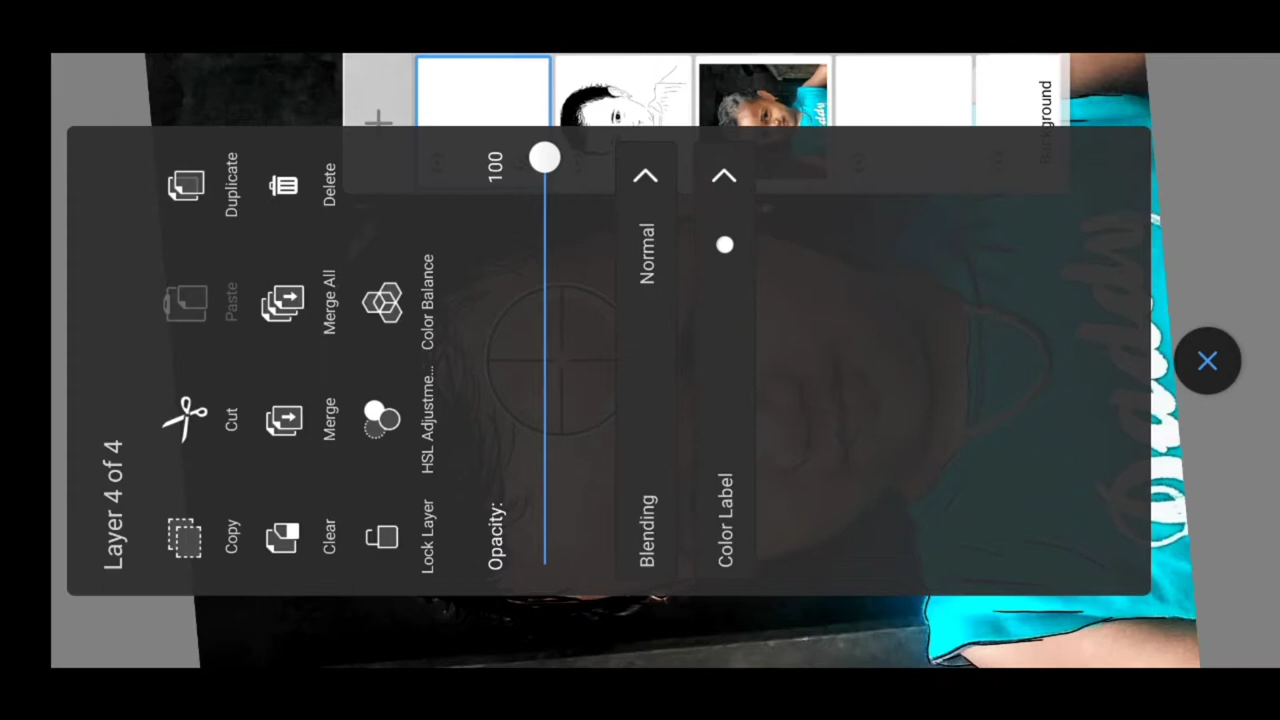 Layer 4 of 4
Copy
Cut
Paste
Duplicate
Clear
Merge
Merge All
Delete
Lock Layer
HSL Adjustme...
Color Balance
Opacity:
100
Blending
Normal
Color Label
Background